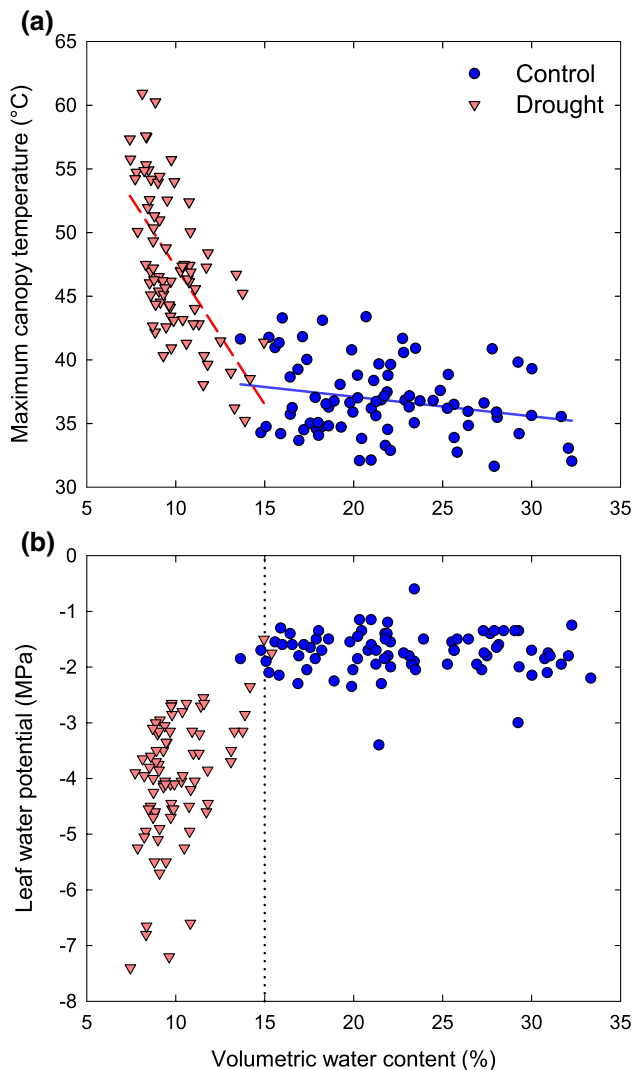 (a)
65
60
55
50
45
40
35
30
Maximum canopy temperature (°C)
Control
Drought
5 10 15 20 25 30 35
(b)
0
-1
-2
-3
-4
-5
-6
-7
-8
Leaf water potential (MPa)
5 10 15 20 25 30 35
Volumetric water content (%)